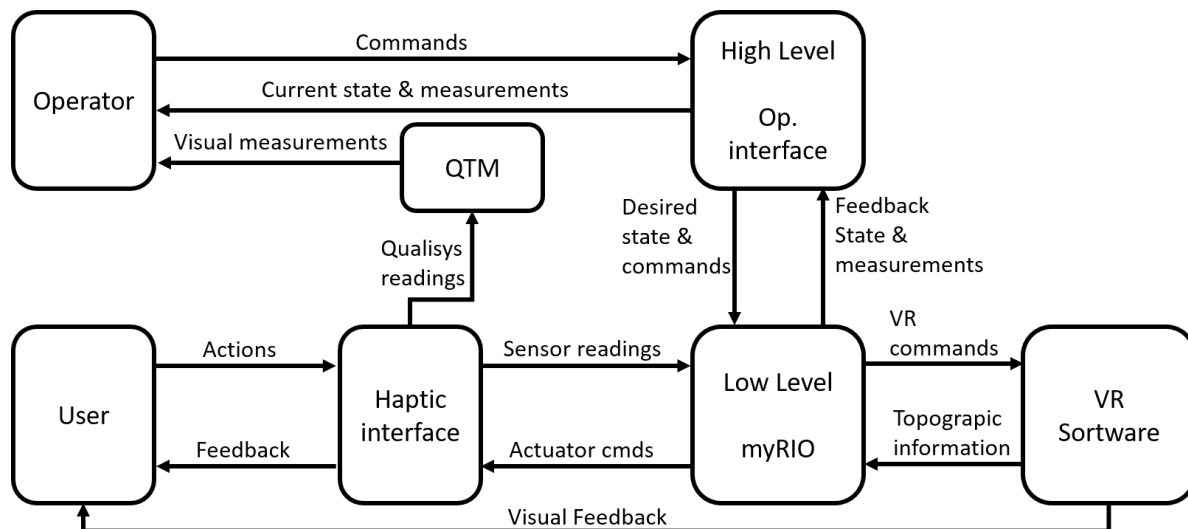 Commands
High Level
Op.
interface
Operator
Current state & measurements
Visual measurements
QTM
Qualisys
readings
Desired
state &
commands
Feedback
State &
measurements
User
Actions
Feedback
Haptic
interface
Sensor readings
Actuator cmds
Low Level
myRIO
VR
commands
Topograpic
information
VR
Sortware
Visual Feedback